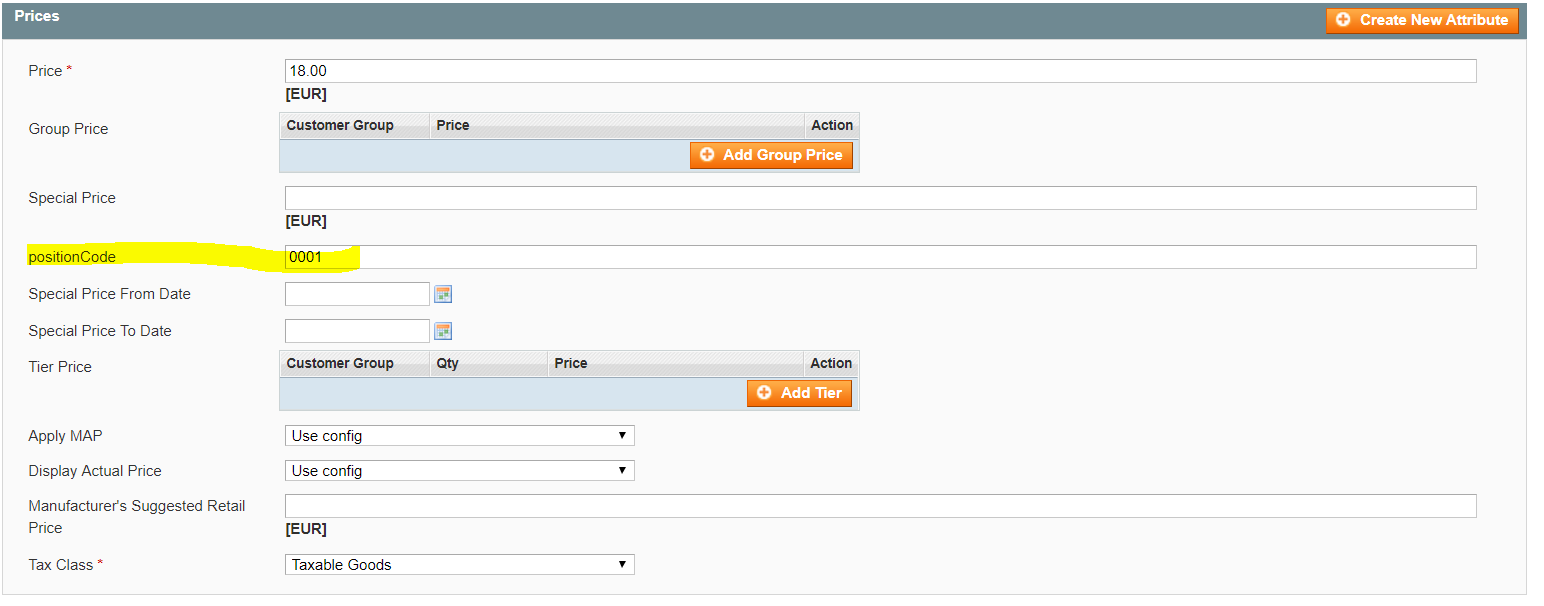 Prices
Create New Attribute
Price *
18.00
[EUR]
Group Price
Customer Group Price Action
Add Group Price
Special Price
[EUR]
positionCode
0001
Special Price From Date
Special Price To Date
Tier Price
Customer Group Qty Price Action
Add Tier
Apply MAP
Use config
Display Actual Price
Use config
Manufacturer's Suggested Retail
Price
[EUR]
Tax Class *
Taxable Goods